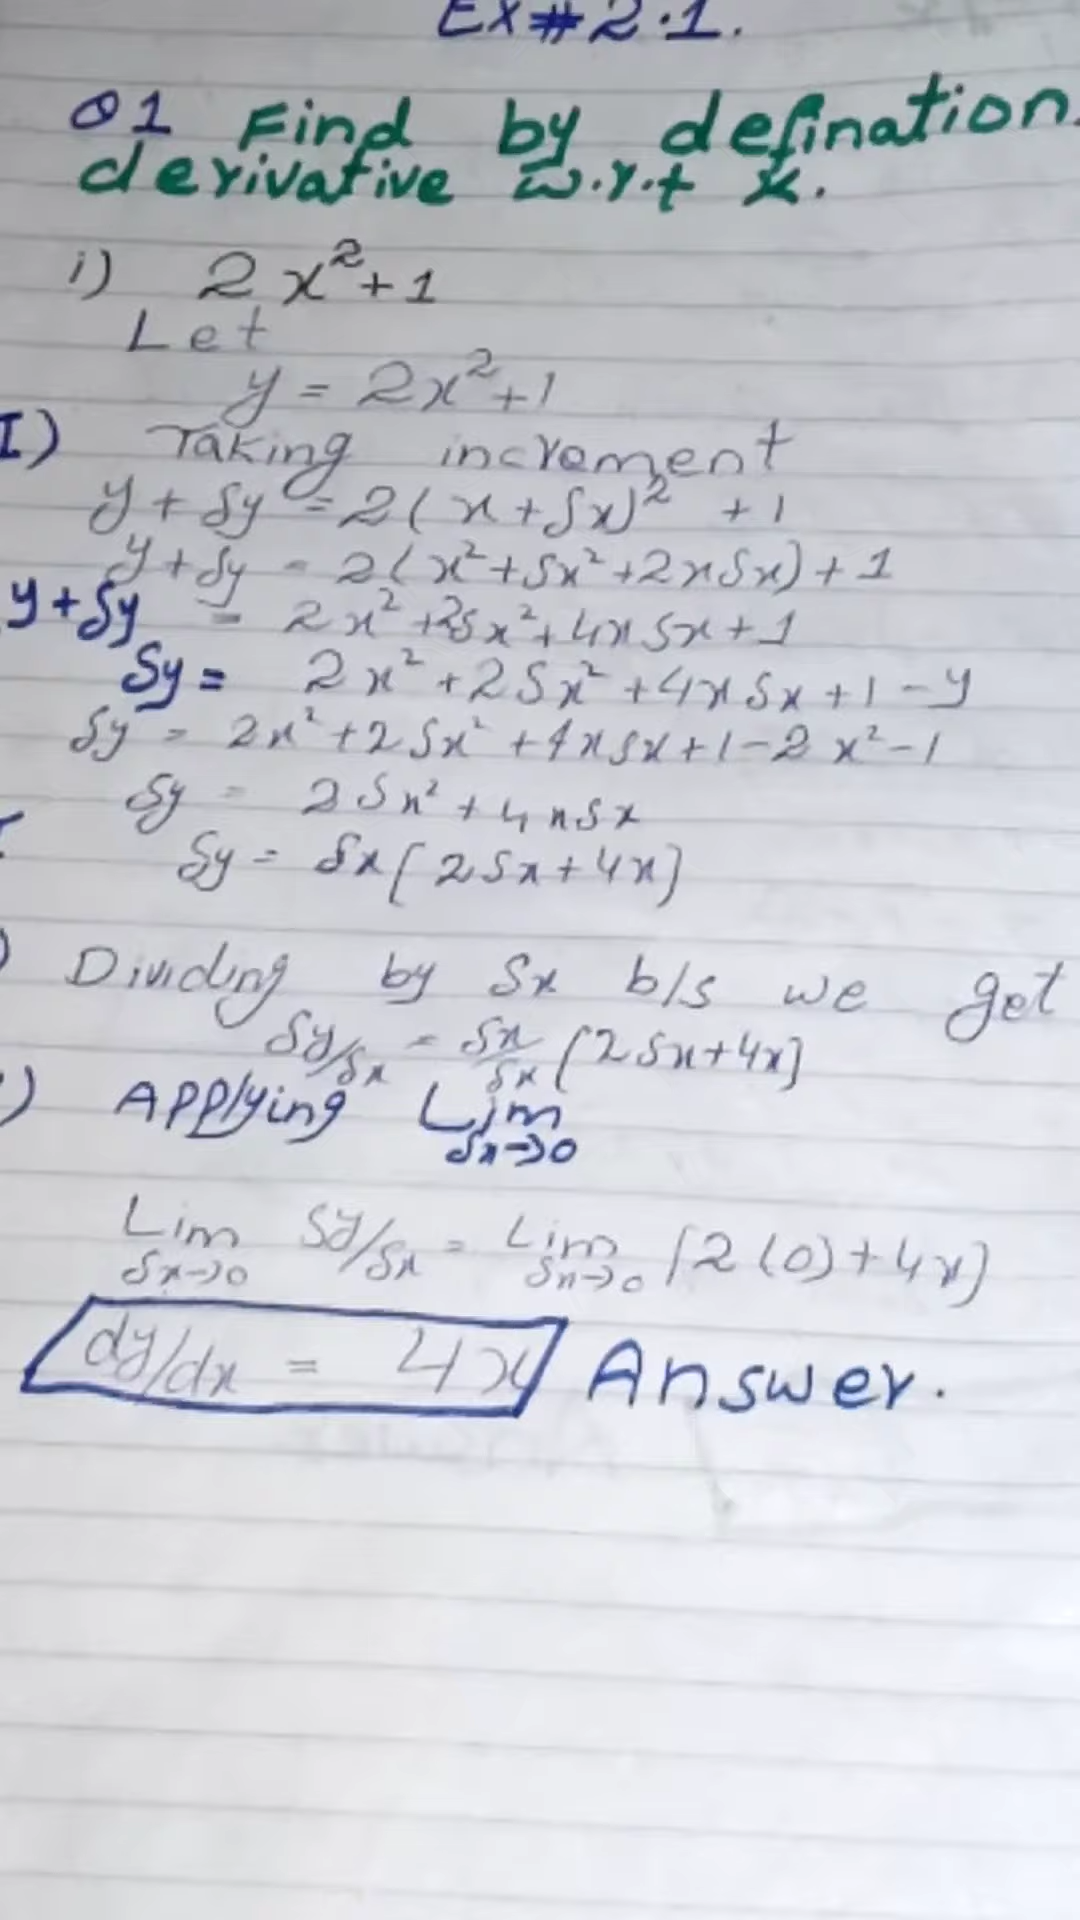 Ex#2.1.
Q1 Find by defination
derivative w.r.t x.
i) 2x²+1
Let
y = 2x²+1
I) Taking increment
y + δy = 2(x+δx)² + 1
y+δy = 2(x²+δx²+2xδx)+1
y+δy = 2x²+2δx²+4xδx+1
δy = 2x²+2δx²+4xδx+1-y
δy = 2x²+2δx²+4xδx+1-2x²-1
δy = 2δx²+4xδx
δy = δx[2δx+4x]
) Dividing by δx b/s we get
δy/δx = δx/δx [2δx+4x]
) Applying Lim δx→0
Lim δx→0 δy/δx = Lim δx→0 [2(0)+4x]
dy/dx = 4x Answer.